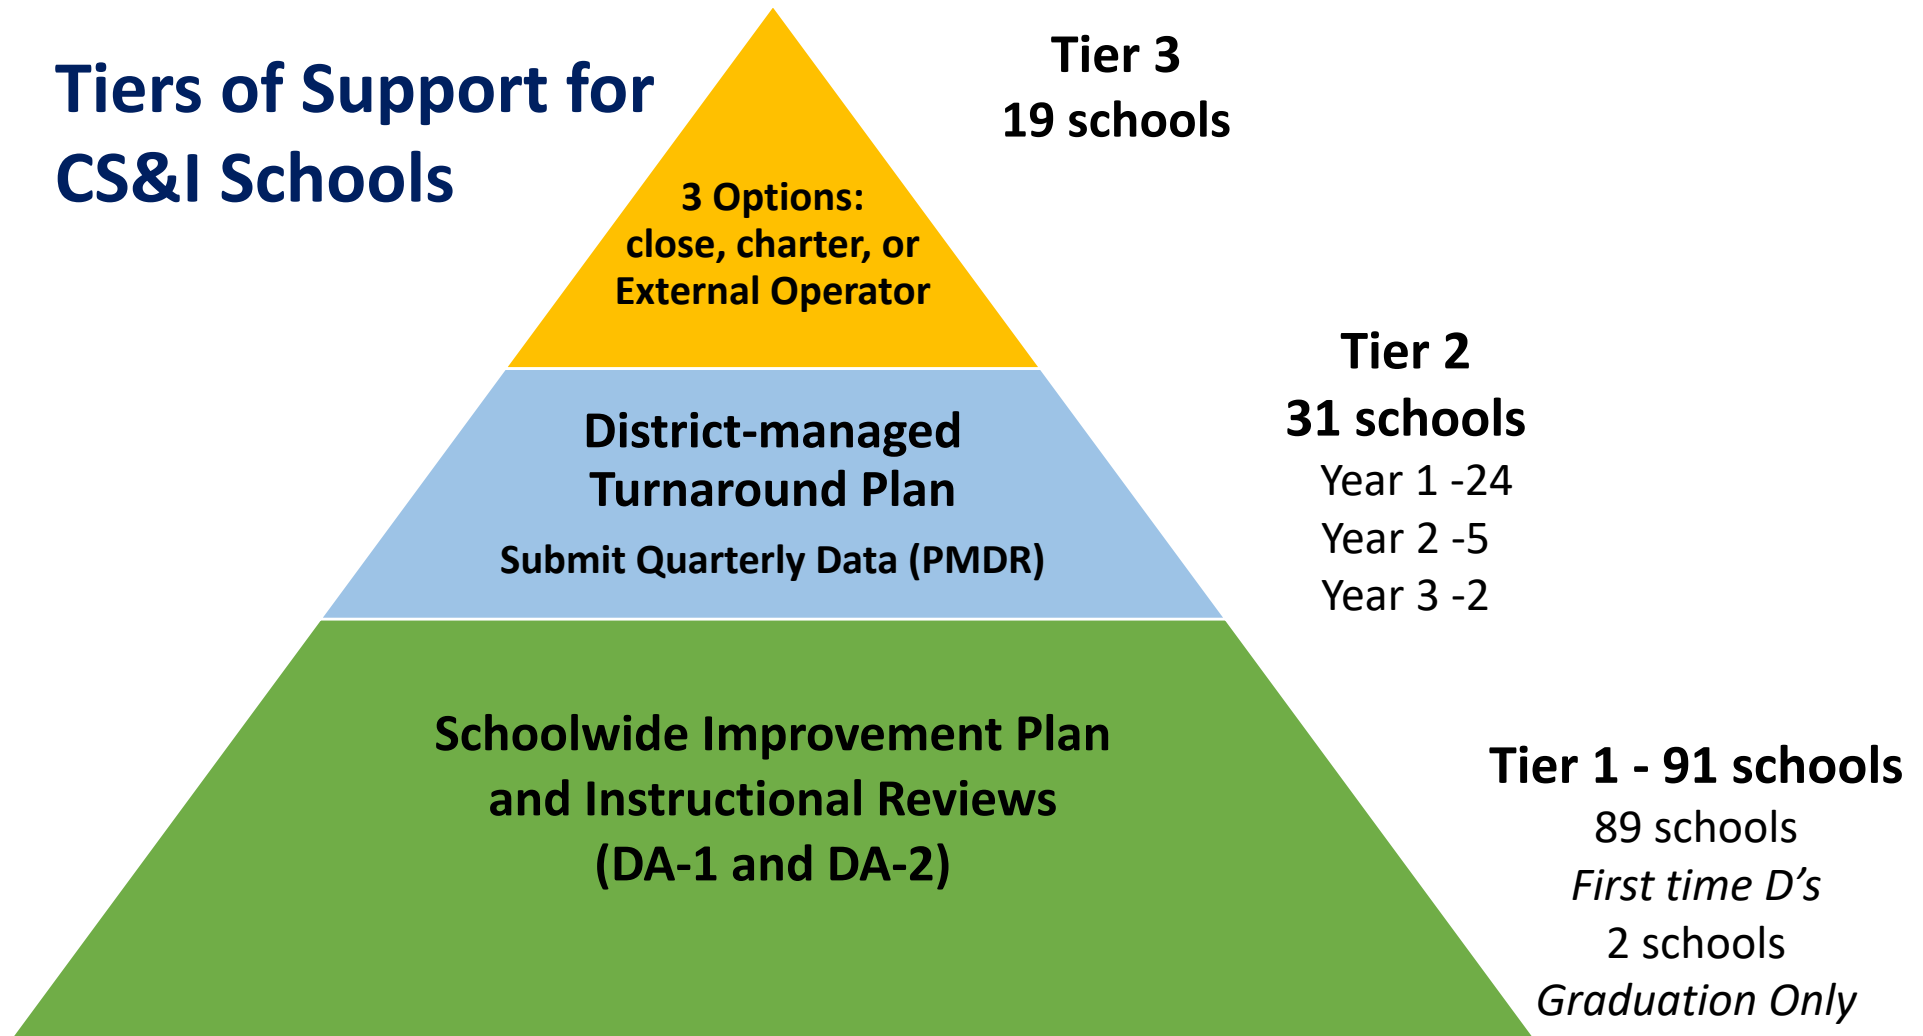 Tiers of Support for
CS&I Schools
Tier 3
19 schools
3 Options:
close, charter, or
External Operator
Tier 2
31 schools
Year 1 -24
Year 2 -5
Year 3 -2
District-managed
Turnaround Plan
Submit Quarterly Data (PMDR)
Schoolwide Improvement Plan
and Instructional Reviews
(DA-1 and DA-2)
Tier 1 - 91 schools
89 schools
First time D’s
2 schools
Graduation Only